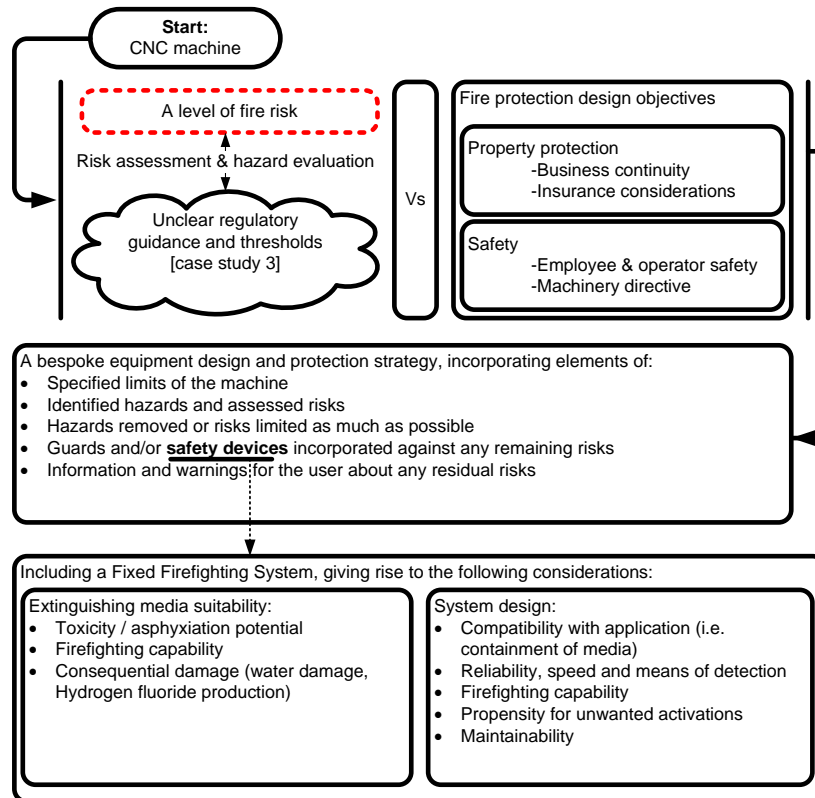 Start:
CNC machine
A level of fire risk
Risk assessment & hazard evaluation
Unclear regulatory
guidance and thresholds
[case study 3]
Vs
Fire protection design objectives
Property protection
-Business continuity
-Insurance considerations
Safety
-Employee & operator safety
-Machinery directive
A bespoke equipment design and protection strategy, incorporating elements of:
• Specified limits of the machine
• Identified hazards and assessed risks
• Hazards removed or risks limited as much as possible
• Guards and/or safety devices incorporated against any remaining risks
• Information and warnings for the user about any residual risks
Including a Fixed Firefighting System, giving rise to the following considerations:
Extinguishing media suitability:
• Toxicity / asphyxiation potential
• Firefighting capability
• Consequential damage (water damage,
Hydrogen fluoride production)
System design:
• Compatibility with application (i.e.
containment of media)
• Reliability, speed and means of detection
• Firefighting capability
• Propensity for unwanted activations
• Maintainability